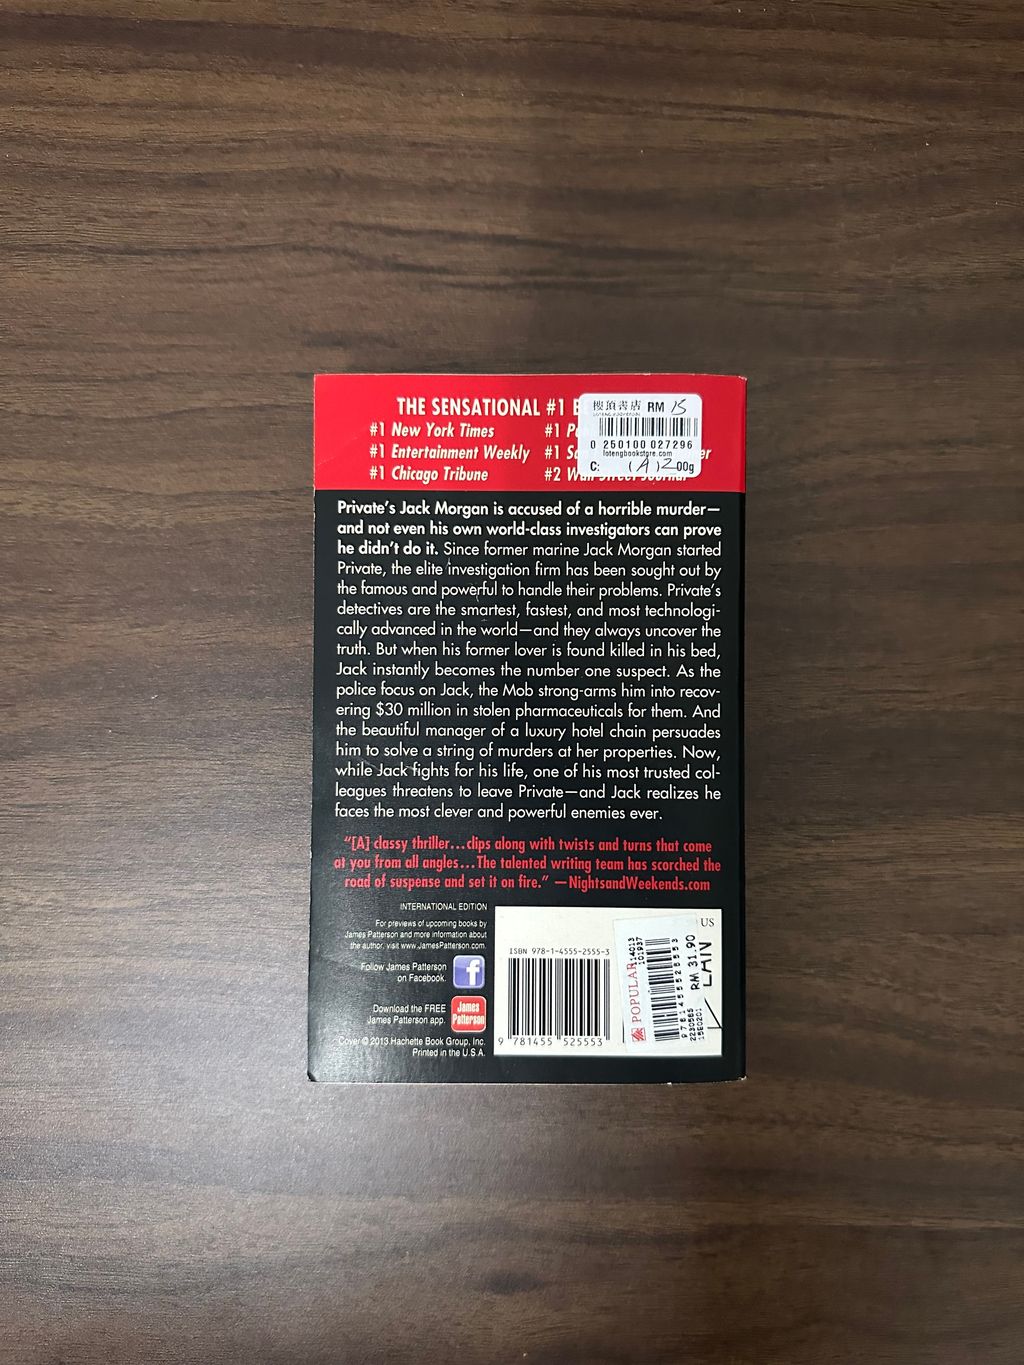 THE SENSATIONAL #1 B
#1 New York Times
#1 Entertainment Weekly
#1 Chicago Tribune
#1
#1
#2 Wall Street Journal
樓頂書店 RM 15
0 250100 027296
lotengbookstore.com
C: (A) 200g
Private's Jack Morgan is accused of a horrible murder—
and not even his own world-class investigators can prove
he didn't do it. Since former marine Jack Morgan started
Private, the elite investigation firm has been sought out by
the famous and powerful to handle their problems. Private's
detectives are the smartest, fastest, and most technologi-
cally advanced in the world—and they always uncover the
truth. But when his former lover is found killed in his bed,
Jack instantly becomes the number one suspect. As the
police focus on Jack, the Mob strong-arms him into recov-
ering $30 million in stolen pharmaceuticals for them. And
the beautiful manager of a luxury hotel chain persuades
him to solve a string of murders at her properties. Now,
while Jack fights for his life, one of his most trusted col-
leagues threatens to leave Private—and Jack realizes he
faces the most clever and powerful enemies ever.
"[A] classy thriller...clips along with twists and turns that come
at you from all angles...The talented writing team has scorched the
road of suspense and set it on fire." —NightsandWeekends.com
INTERNATIONAL EDITION
For previews of upcoming books by
James Patterson and more information about
the author, visit www.JamesPatterson.com.
Follow James Patterson
on Facebook.
f
Download the FREE
James Patterson app.
James
Patterson
Cover © 2013 Hachette Book Group, Inc.
Printed in the U.S.A.
US
ISBN 978-1-4555-2555-3
9 781455 525553
POPULAR
14013
101937
9781455525553
RM 31.90
2230565